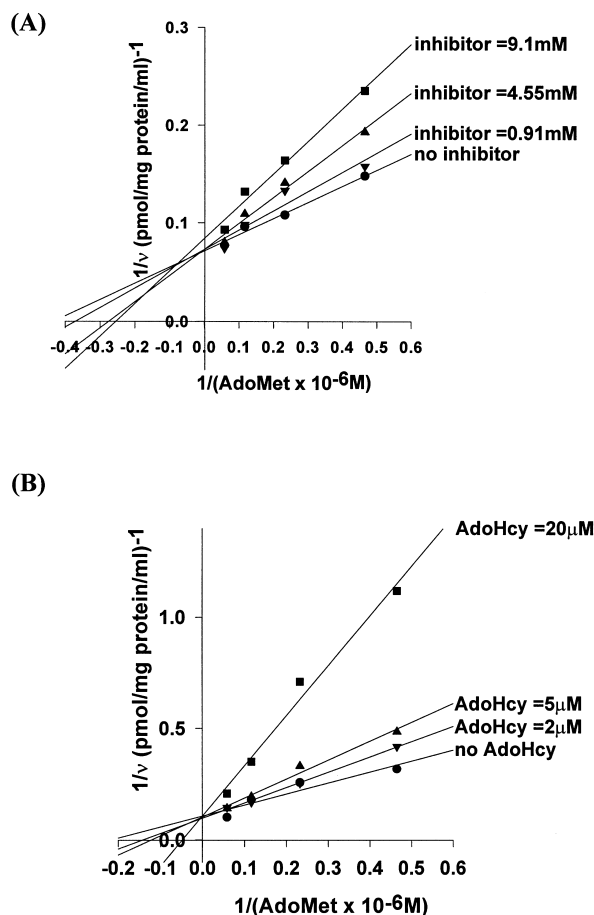 (A)
0.3
0.2
0.1
0.0
1/ν (pmol/mg protein/ml)-1
inhibitor =9.1mM
inhibitor =4.55mM
inhibitor =0.91mM
no inhibitor
-0.4 -0.3 -0.2 -0.1 0.0 0.1 0.2 0.3 0.4 0.5 0.6
1/(AdoMet x 10-6M)
(B)
1.0
0.5
0.0
1/ν (pmol/mg protein/ml)-1
AdoHcy =20μM
AdoHcy =5μM
AdoHcy =2μM
no AdoHcy
-0.2 -0.1 0.0 0.1 0.2 0.3 0.4 0.5 0.6
1/(AdoMet x 10-6M)